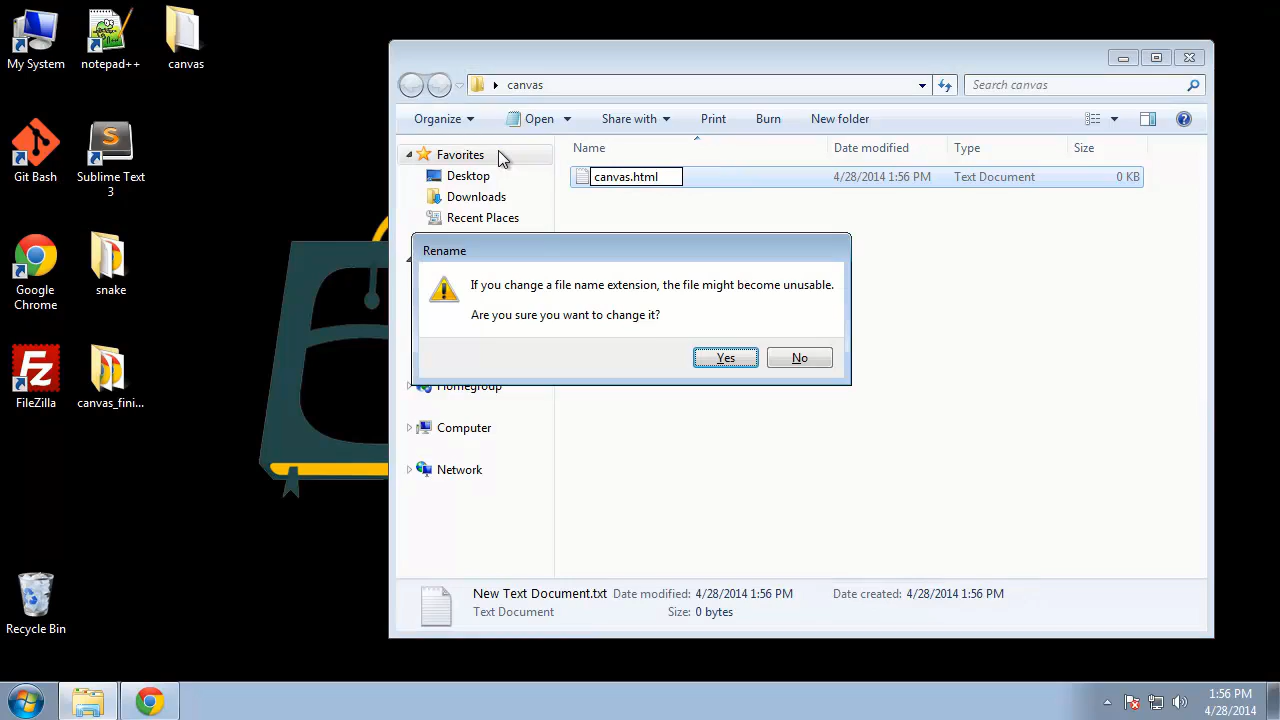 My System
notepad++
canvas
Git Bash
Sublime Text
3
Google
Chrome
snake
FileZilla
canvas_fini...
Recycle Bin
canvas
Search canvas
Organize
Open
Share with
Print
Burn
New folder
Favorites
Desktop
Downloads
Recent Places
Homegroup
Computer
Network
Name
Date modified
Type
Size
canvas.html
4/28/2014 1:56 PM
Text Document
0 KB
Rename
If you change a file name extension, the file might become unusable.
Are you sure you want to change it?
Yes
No
New Text Document.txt
Date modified: 4/28/2014 1:56 PM
Date created: 4/28/2014 1:56 PM
Text Document
Size: 0 bytes
1:56 PM
4/28/2014